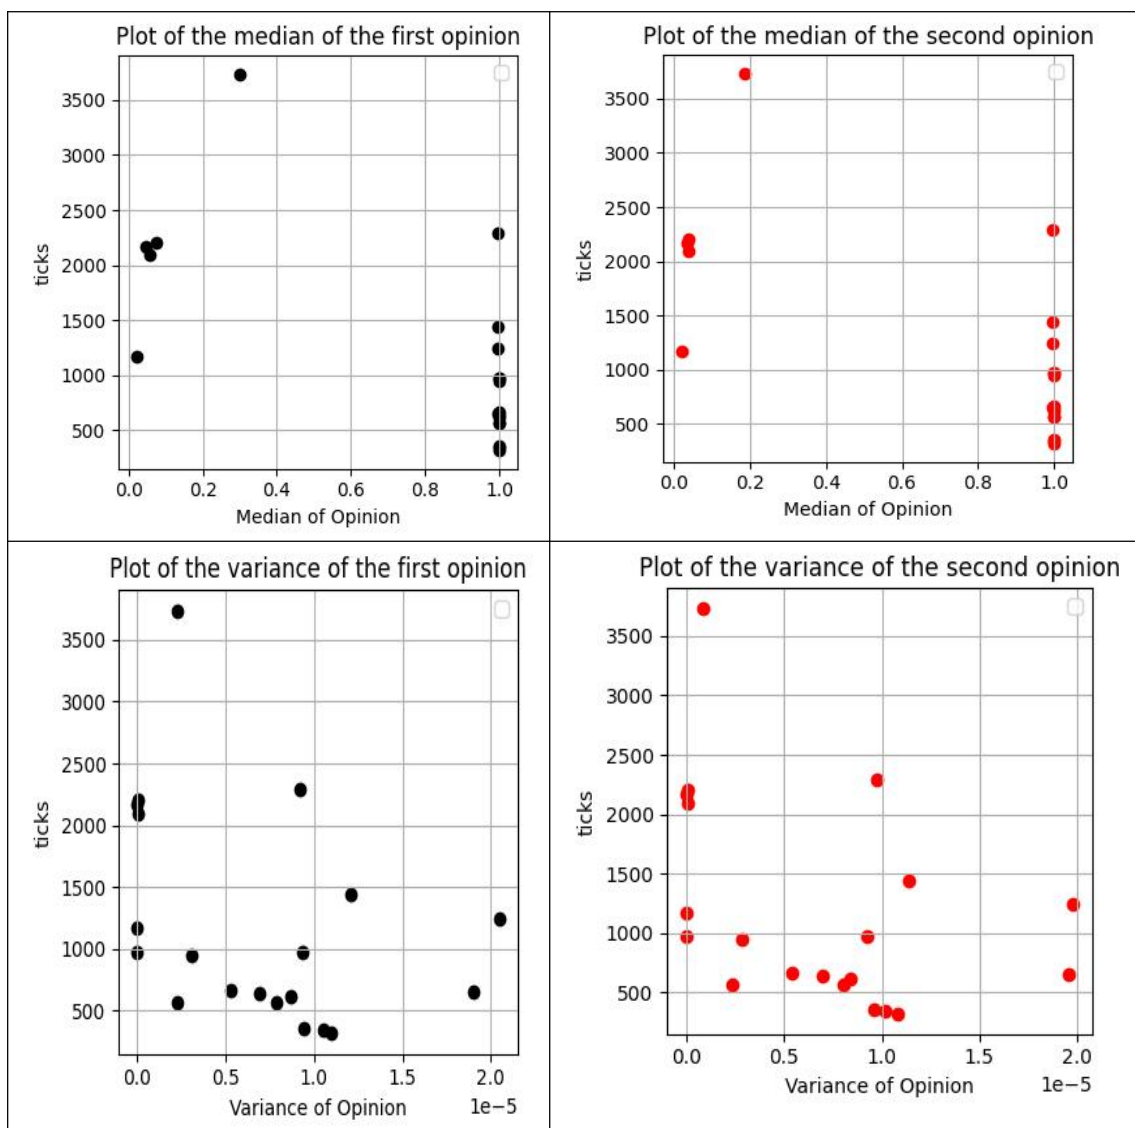 Plot of the median of the first opinion
3500
3000
2500
2000
1500
1000
500
ticks
0.0 0.2 0.4 0.6 0.8 1.0
Median of Opinion
Plot of the median of the second opinion
3500
3000
2500
2000
1500
1000
500
ticks
0.0 0.2 0.4 0.6 0.8 1.0
Median of Opinion
Plot of the variance of the first opinion
3500
3000
2500
2000
1500
1000
500
ticks
0.0 0.5 1.0 1.5 2.0
Variance of Opinion 1e−5
Plot of the variance of the second opinion
3500
3000
2500
2000
1500
1000
500
ticks
0.0 0.5 1.0 1.5 2.0
Variance of Opinion 1e−5